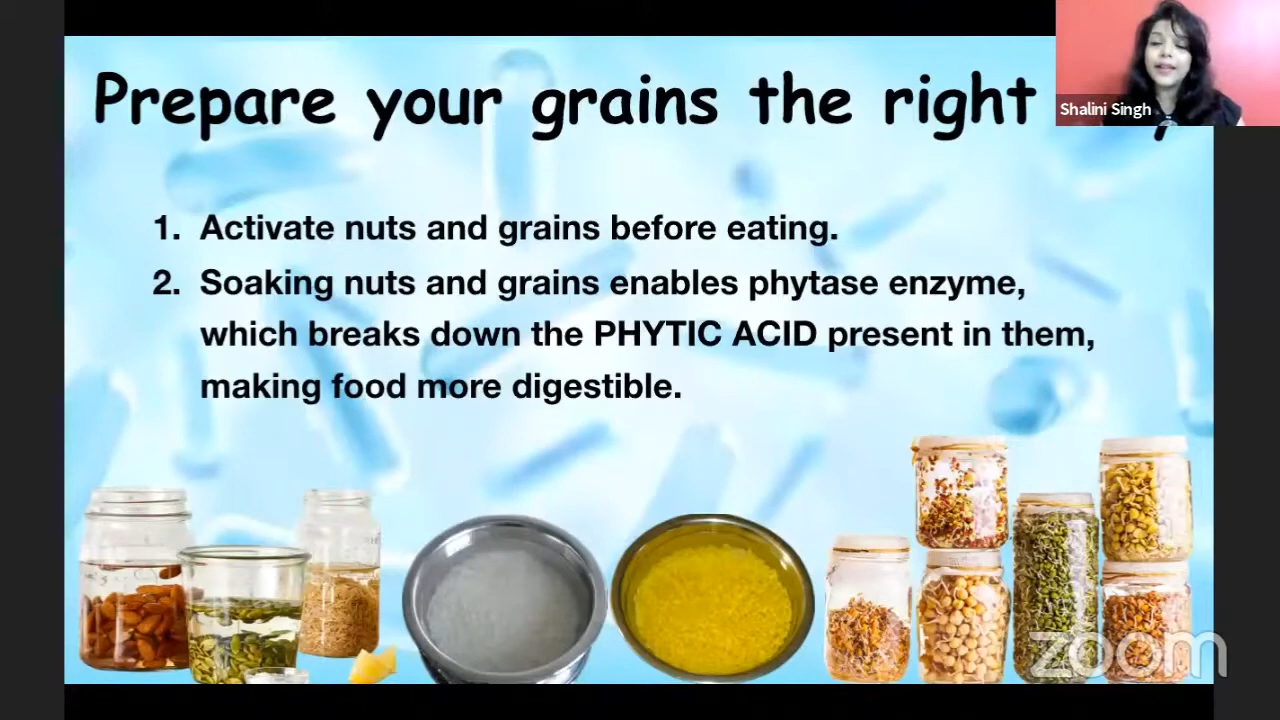 Prepare your grains the right
Shalini Singh
1. Activate nuts and grains before eating.
2. Soaking nuts and grains enables phytase enzyme,
which breaks down the PHYTIC ACID present in them,
making food more digestible.
zoom